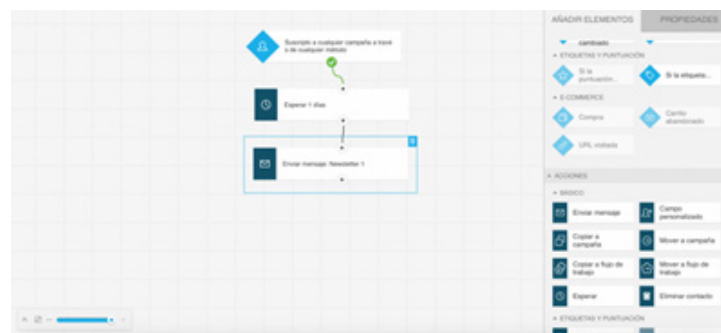 Suscripto a cualquier campaña a travé
s de cualquier método
Esperar 1 días
Enviar mensaje: Newsletter 1
AÑADIR ELEMENTOS
PROPIEDADES
cambiado
ETIQUETAS Y PUNTUACIÓN
Si la
puntuación...
Si la etiqueta...
E-COMMERCE
Compra
Carrito
abandonado
URL visitada
ACCIONES
BÁSICO
Enviar mensaje
Campo
personalizado
Copiar a
campaña
Mover a campaña
Copiar a flujo de
trabajo
Mover a flujo de
trabajo
Esperar
Eliminar contacto
ETIQUETAS Y PUNTUACIÓN